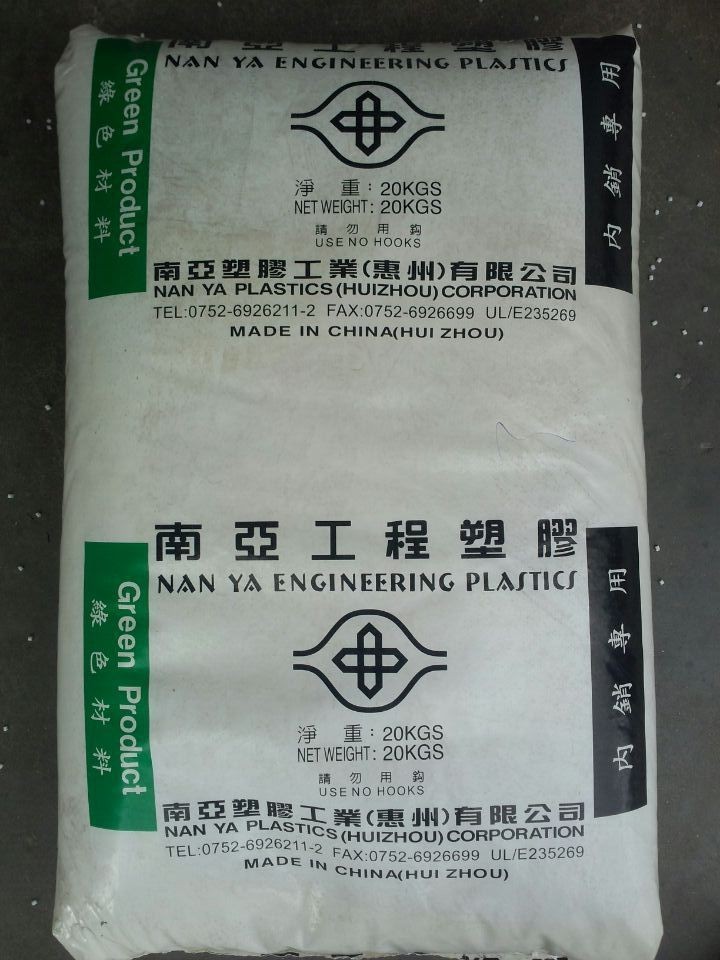 南亞工程塑膠
NAN YA ENGINEERING PLASTICS
Green Product
綠色材料
內銷專用
淨 重：20KGS
NET WEIGHT: 20KGS
請勿用鈎
USE NO HOOKS
南亞塑膠工業(惠州)有限公司
NAN YA PLASTICS(HUIZHOU)CORPORATION
TEL:0752-6926211-2 FAX:0752-6926699 UL/E235269
MADE IN CHINA(HUI ZHOU)
南亞工程塑膠
NAN YA ENGINEERING PLASTICS
Green Product
綠色材料
內銷專用
淨 重：20KGS
NET WEIGHT: 20KGS
請勿用鈎
USE NO HOOKS
南亞塑膠工業(惠州)有限公司
NAN YA PLASTICS(HUIZHOU)CORPORATION
TEL:0752-6926211-2 FAX:0752-6926699 UL/E235269
MADE IN CHINA(HUI ZHOU)